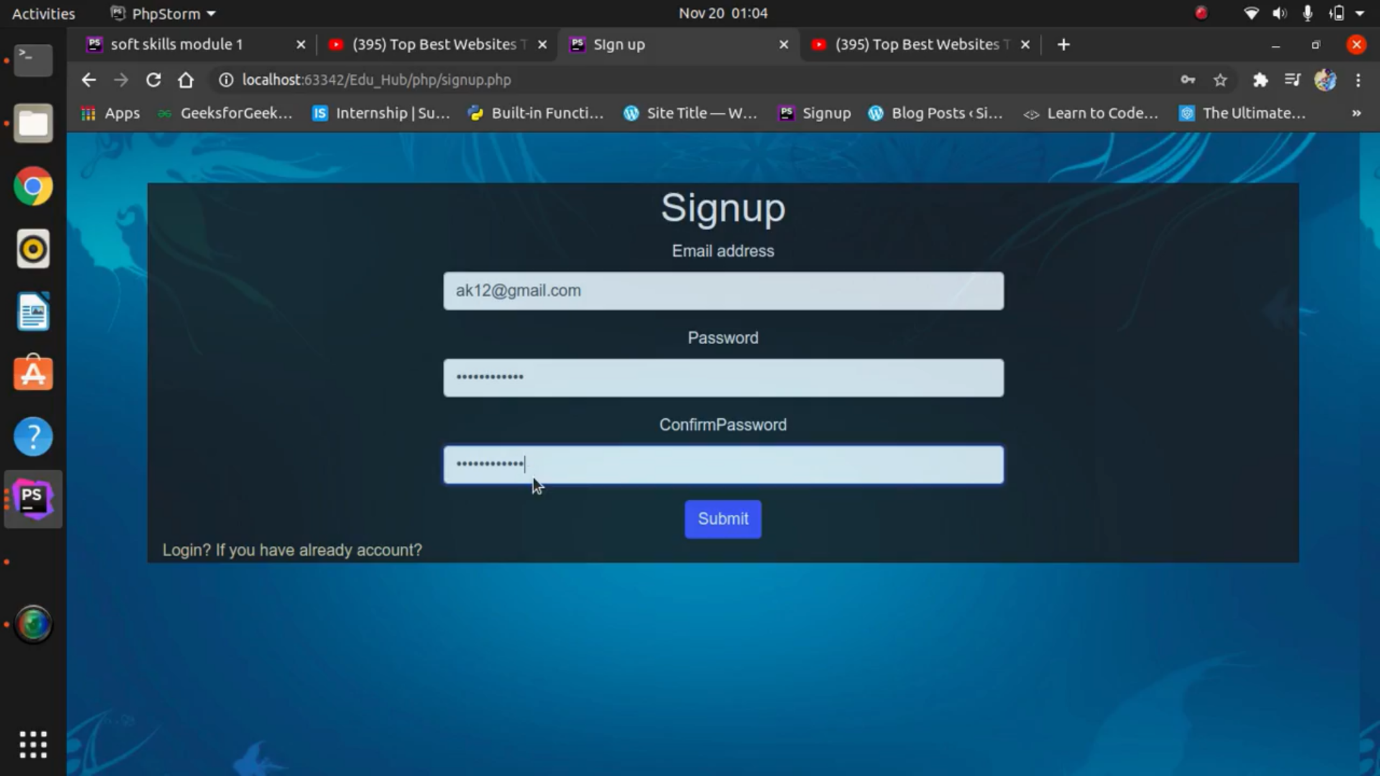 Activities PhpStorm Nov 20 01:04
soft skills module 1 (395) Top Best Websites T SIgn up (395) Top Best Websites T
localhost:63342/Edu_Hub/php/signup.php
Apps GeeksforGeek... Internship | Su... Built-in Functi... Site Title — W... Signup Blog Posts ‹ Si... Learn to Code... The Ultimate... »
Signup
Email address
ak12@gmail.com
Password
••••••••••••
ConfirmPassword
••••••••••••
Submit
Login? If you have already account?